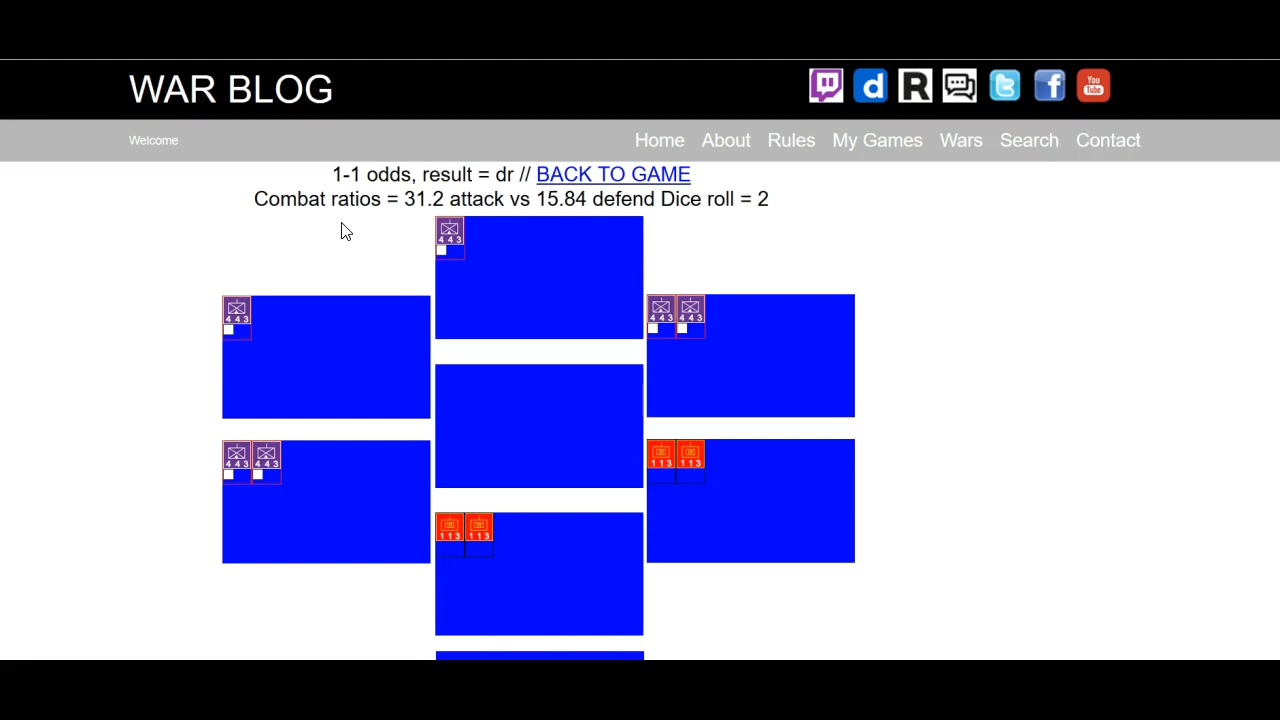 WAR BLOG
d R You Tube
Welcome Home About Rules My Games Wars Search Contact
1-1 odds, result = dr // BACK TO GAME
Combat ratios = 31.2 attack vs 15.84 defend Dice roll = 2
4 4 3
4 4 3
4 4 3 4 4 3
4 4 3 4 4 3
1 1 3 1 1 3
1 1 3 1 1 3